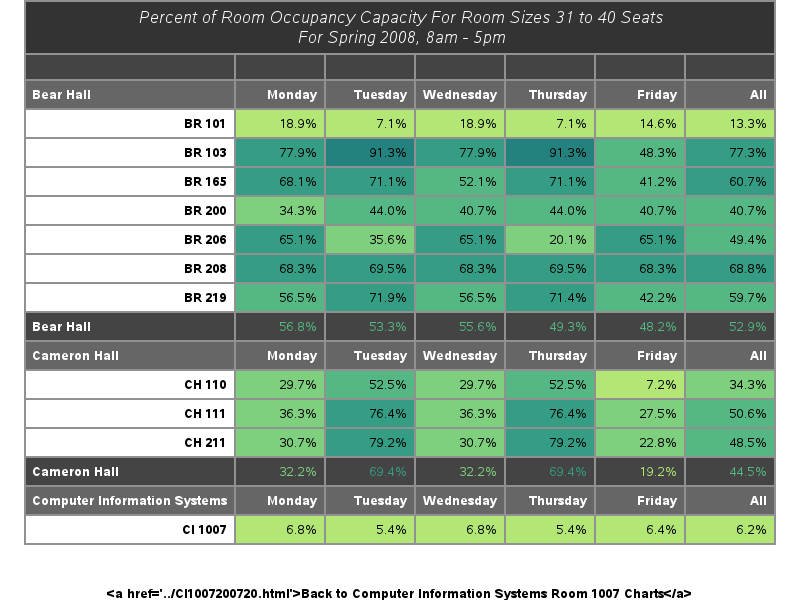 Percent of Room Occupancy Capacity For Room Sizes 31 to 40 Seats
For Spring 2008, 8am - 5pm
Bear Hall Monday Tuesday Wednesday Thursday Friday All
BR 101 18.9% 7.1% 18.9% 7.1% 14.6% 13.3%
BR 103 77.9% 91.3% 77.9% 91.3% 48.3% 77.3%
BR 165 68.1% 71.1% 52.1% 71.1% 41.2% 60.7%
BR 200 34.3% 44.0% 40.7% 44.0% 40.7% 40.7%
BR 206 65.1% 35.6% 65.1% 20.1% 65.1% 49.4%
BR 208 68.3% 69.5% 68.3% 69.5% 68.3% 68.8%
BR 219 56.5% 71.9% 56.5% 71.4% 42.2% 59.7%
Bear Hall 56.8% 53.3% 55.6% 49.3% 48.2% 52.9%
Cameron Hall Monday Tuesday Wednesday Thursday Friday All
CH 110 29.7% 52.5% 29.7% 52.5% 7.2% 34.3%
CH 111 36.3% 76.4% 36.3% 76.4% 27.5% 50.6%
CH 211 30.7% 79.2% 30.7% 79.2% 22.8% 48.5%
Cameron Hall 32.2% 69.4% 32.2% 69.4% 19.2% 44.5%
Computer Information Systems Monday Tuesday Wednesday Thursday Friday All
CI 1007 6.8% 5.4% 6.8% 5.4% 6.4% 6.2%
<a href='../CI1007200720.html'>Back to Computer Information Systems Room 1007 Charts</a>